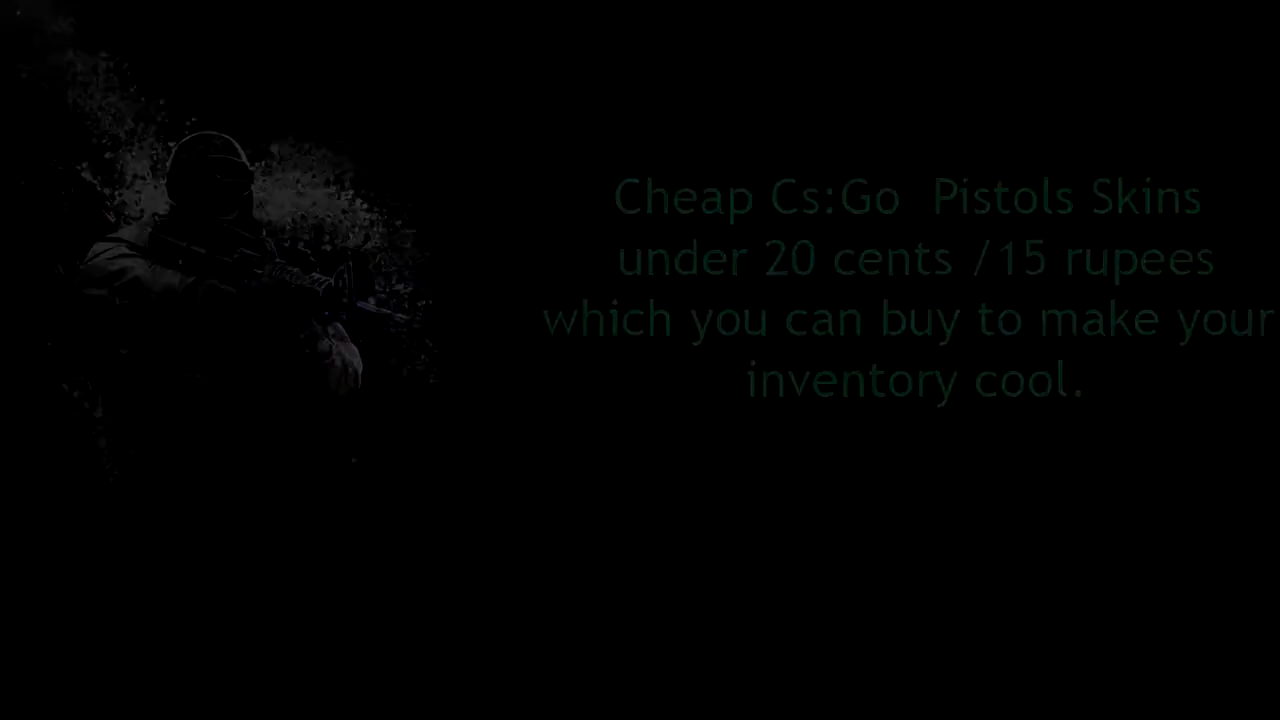 Cheap Cs:Go Pistols Skins
under 20 cents /15 rupees
which you can buy to make your
inventory cool.